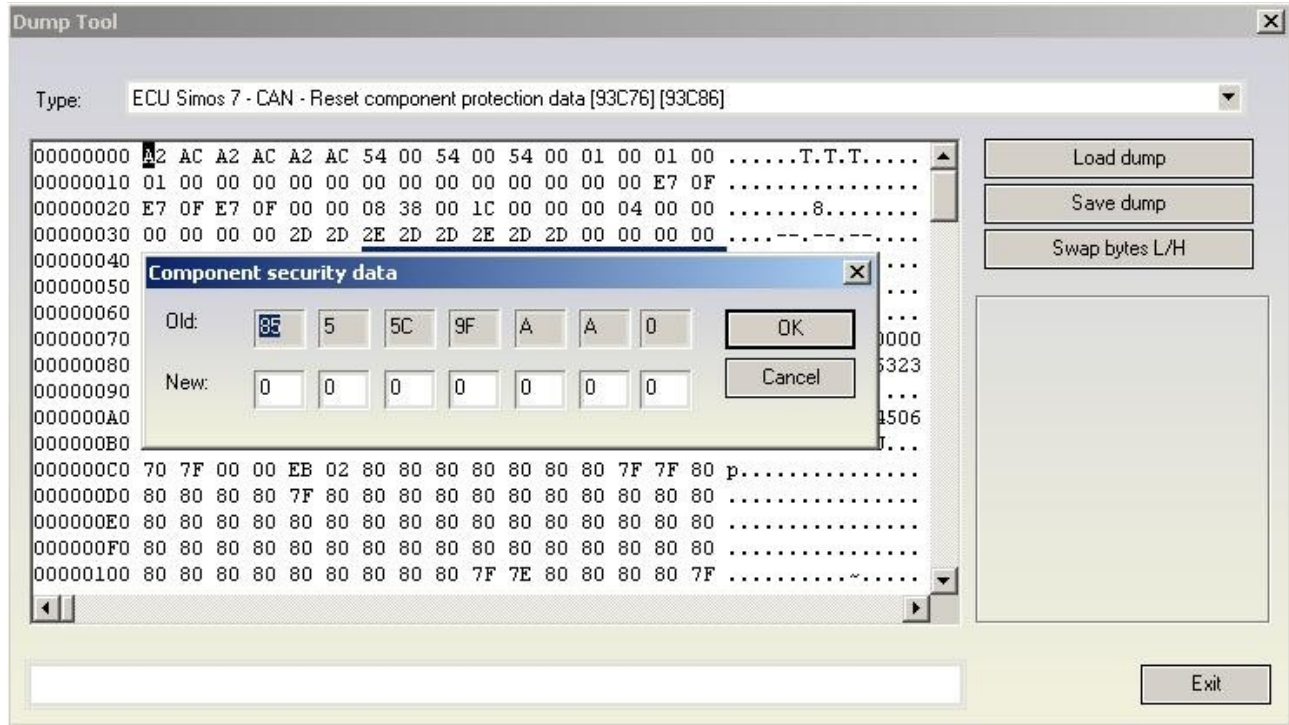 Dump Tool
Type: ECU Simos 7 - CAN - Reset component protection data [93C76] [93C86]
00000000 A2 AC A2 AC A2 AC 54 00 54 00 54 00 01 00 01 00 ......T.T.T.....
00000010 01 00 00 00 00 00 00 00 00 00 00 00 00 00 E7 0F ................
00000020 E7 0F E7 0F 00 00 08 38 00 1C 00 00 00 04 00 00 .......8........
00000030 00 00 00 00 2D 2D 2E 2D 2D 2E 2D 2D 00 00 00 00 ....--.--.--....
00000040 ...
00000050 ...
00000060 ...
00000070 0000
00000080 5323
00000090 ...
000000A0 4506
000000B0 ...
000000C0 70 7F 00 00 EB 02 80 80 80 80 80 80 80 7F 7F 80 p...............
000000D0 80 80 80 80 7F 80 80 80 80 80 80 80 80 80 80 80 ................
000000E0 80 80 80 80 80 80 80 80 80 80 80 80 80 80 80 80 ................
000000F0 80 80 80 80 80 80 80 80 80 80 80 80 80 80 80 80 ................
00000100 80 80 80 80 80 80 80 80 80 7F 7E 80 80 80 80 7F ..........~.....
Component security data
Old: 85 5 5C 9F A A 0
New: 0 0 0 0 0 0 0
OK
Cancel
Load dump
Save dump
Swap bytes L/H
Exit